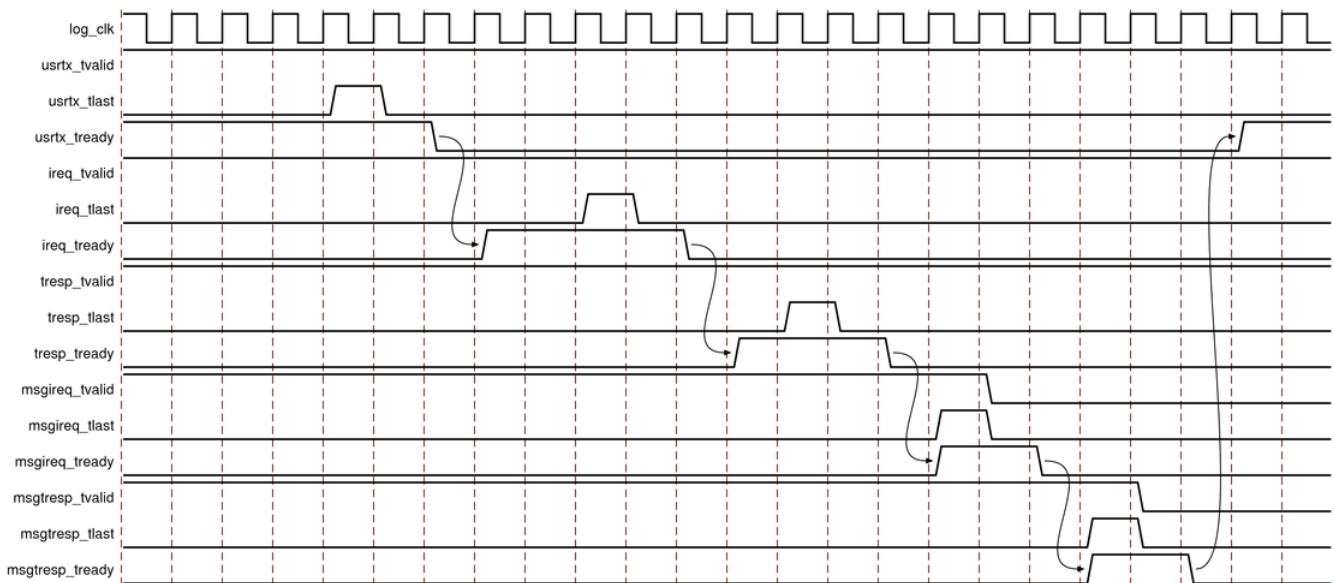 log_clk
usrtx_tvalid
usrtx_tlast
usrtx_tready
ireq_tvalid
ireq_tlast
ireq_tready
tresp_tvalid
tresp_tlast
tresp_tready
msgireq_tvalid
msgireq_tlast
msgireq_tready
msgtresp_tvalid
msgtresp_tlast
msgtresp_tready